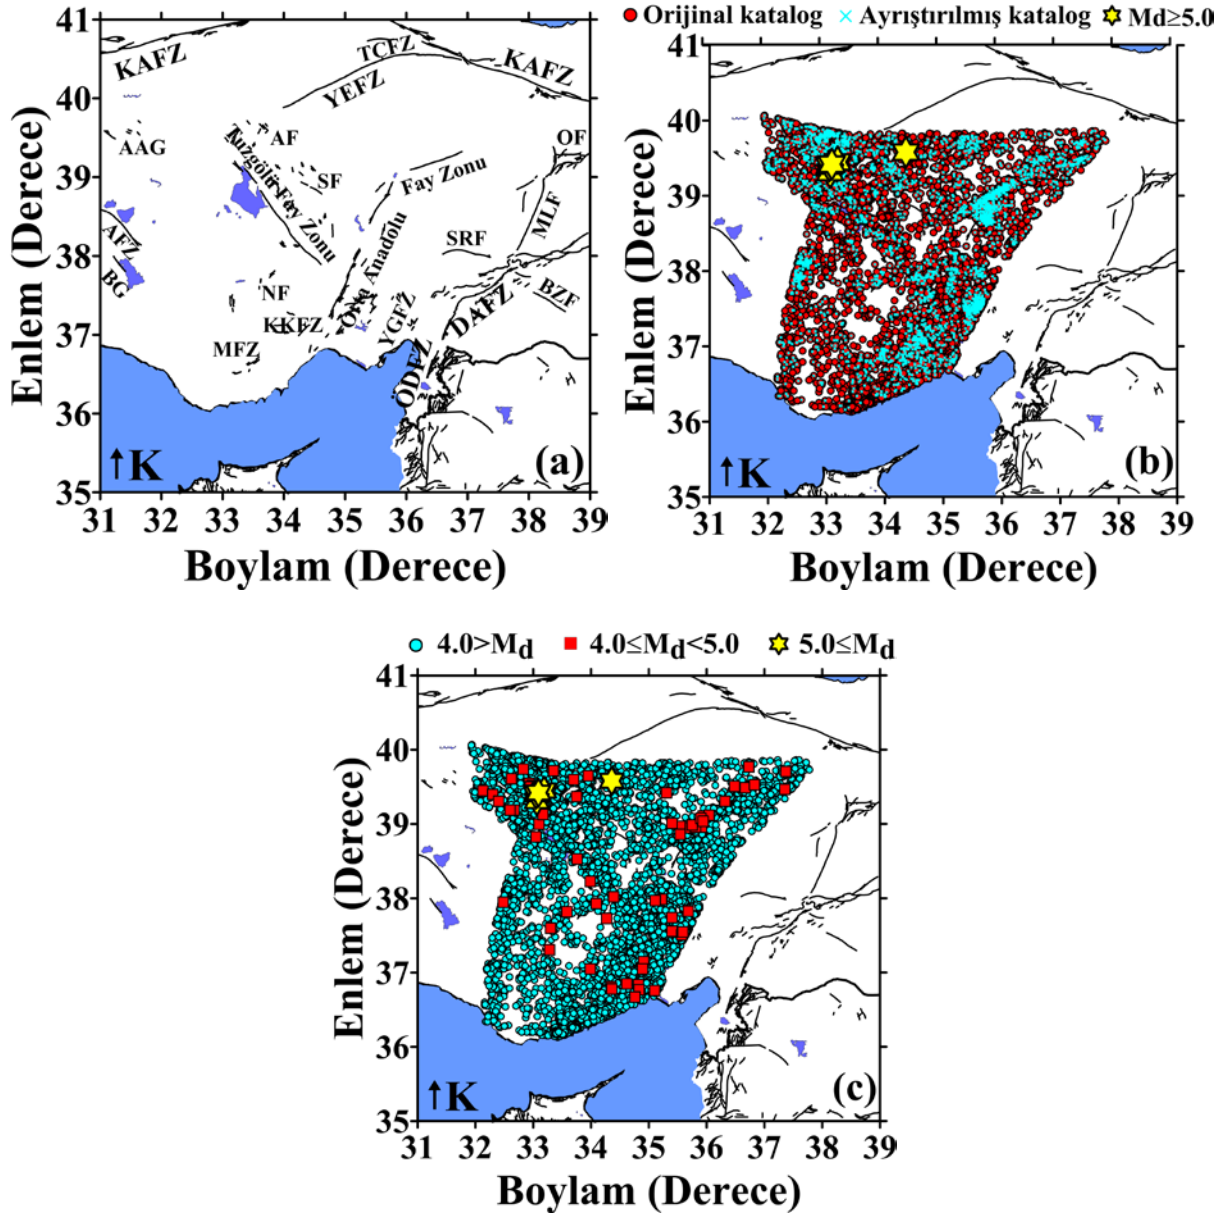 41
40
39
38
37
36
35
Enlem (Derece)
KAFZ
TCFZ
YEFZ
KAFZ
AAG
AF
OF
Tuzgölü Fay Zonu
SF
Fay Zonu
MLF
AFZ
SRF
BG
Orta Anadolu
NF
BZF
KKFZ
YGFZ
DAFZ
MFZ
ÖDFZ
K
(a)
31 32 33 34 35 36 37 38 39
Boylam (Derece)
Orijinal katalog Ayrıştırılmış katalog Md≥5.0
41
40
39
38
37
36
35
Enlem (Derece)
K
(b)
31 32 33 34 35 36 37 38 39
Boylam (Derece)
4.0>Md 4.0≤Md<5.0 5.0≤Md
41
40
39
38
37
36
35
Enlem (Derece)
K
(c)
31 32 33 34 35 36 37 38 39
Boylam (Derece)